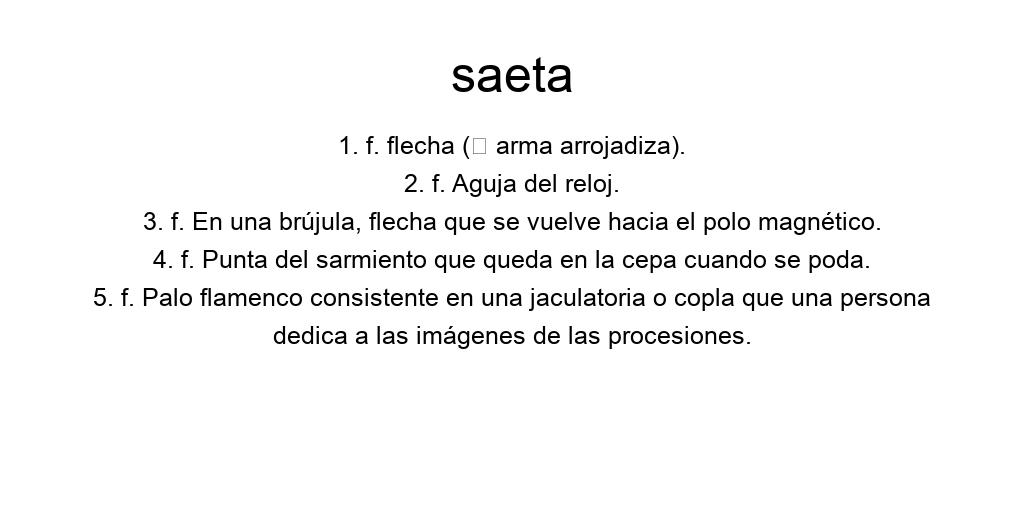 saeta
1. f. flecha (▯ arma arrojadiza).
2. f. Aguja del reloj.
3. f. En una brújula, flecha que se vuelve hacia el polo magnético.
4. f. Punta del sarmiento que queda en la cepa cuando se poda.
5. f. Palo flamenco consistente en una jaculatoria o copla que una persona
dedica a las imágenes de las procesiones.